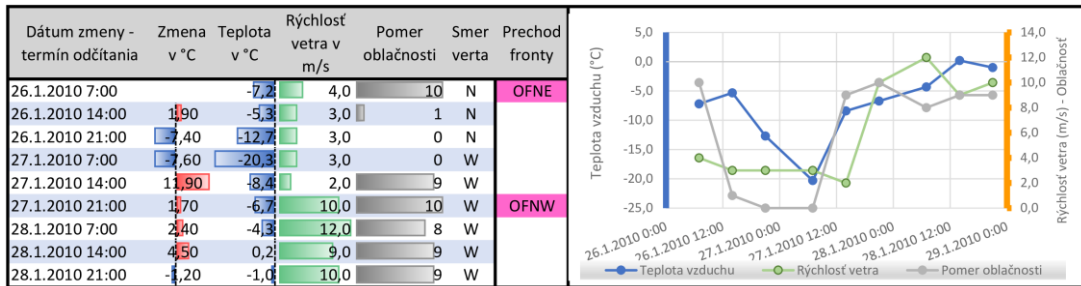 Dátum zmeny - termín odčítania Zmena v °C Teplota v °C Rýchlosť vetra v m/s Pomer oblačnosti Smer verta Prechod fronty
26.1.2010 7:00 -7,2 4,0 10 N OFNE
26.1.2010 14:00 1,90 -5,3 3,0 1 N
26.1.2010 21:00 -7,40 -12,7 3,0 0 N
27.1.2010 7:00 -7,60 -20,3 3,0 0 W
27.1.2010 14:00 11,90 -8,4 2,0 9 W
27.1.2010 21:00 1,70 -6,7 10,0 10 W OFNW
28.1.2010 7:00 2,40 -4,3 12,0 8 W
28.1.2010 14:00 4,50 0,2 9,0 9 W
28.1.2010 21:00 -1,20 -1,0 10,0 9 W
Teplota vzduchu (°C)
5,0
0,0
-5,0
-10,0
-15,0
-20,0
-25,0
14,0
12,0
10,0
8,0
6,0
4,0
2,0
0,0
Rýchlosť vetra (m/s) - Oblačnosť
26.1.2010 0:00
26.1.2010 12:00
27.1.2010 0:00
27.1.2010 12:00
28.1.2010 0:00
28.1.2010 12:00
29.1.2010 0:00
Teplota vzduchu Rýchlosť vetra Pomer oblačnosti